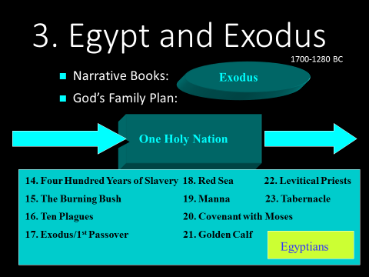 3. Egypt and Exodus
1700-1280 BC
Narrative Books:
Exodus
God's Family Plan:
One Holy Nation
14. Four Hundred Years of Slavery 18. Red Sea 22. Levitical Priests
15. The Burning Bush 19. Manna 23. Tabernacle
16. Ten Plagues 20. Covenant with Moses
17. Exodus/1st Passover 21. Golden Calf
Egyptians